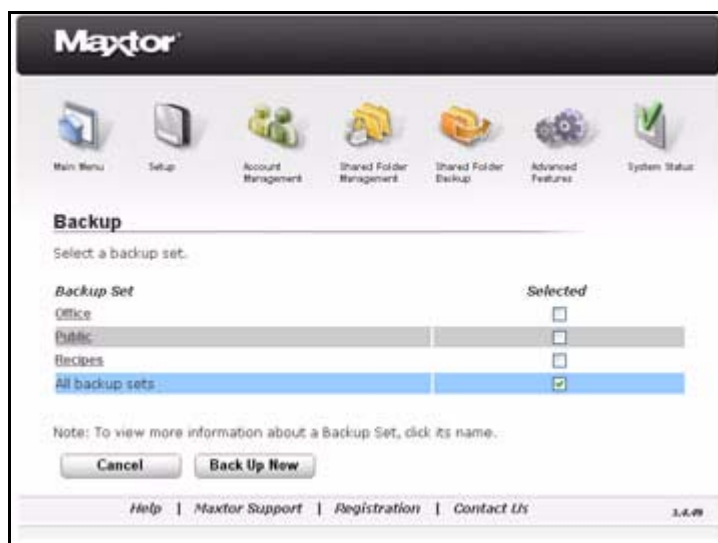 Maxtor
Main Menu
Setup
Account Management
Shared Folder Management
Shared Folder Backup
Advanced Features
System Status
Backup
Select a backup set.
Backup Set Selected
Office
Public
Recipes
All backup sets
Note: To view more information about a Backup Set, click its name.
Cancel Back Up Now
Help | Maxtor Support | Registration | Contact Us